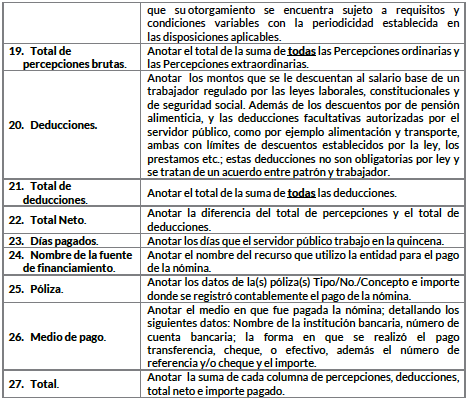 que su otorgamiento se encuentra sujeto a requisitos y
condiciones variables con la periodicidad establecida en
las disposiciones aplicables.
19. Total de
percepciones brutas.
Anotar el total de la suma de todas las Percepciones ordinarias y
las Percepciones extraordinarias.
20. Deducciones.
Anotar los montos que se le descuentan al salario base de un
trabajador regulado por las leyes laborales, constitucionales y
de seguridad social. Además de los descuentos por de pensión
alimenticia, y las deducciones facultativas autorizadas por el
servidor público, como por ejemplo alimentación y transporte,
ambas con límites de descuentos establecidos por la ley, los
prestamos etc.; estas deducciones no son obligatorias por ley y
se tratan de un acuerdo entre patrón y trabajador.
21. Total de
deducciones.
Anotar el total de la suma de todas las deducciones.
22. Total Neto.
Anotar la diferencia del total de percepciones y el total de
deducciones.
23. Días pagados.
Anotar los días que el servidor público trabajo en la quincena.
24. Nombre de la fuente
de financiamiento.
Anotar el nombre del recurso que utilizo la entidad para el pago
de la nómina.
25. Póliza.
Anotar los datos de la(s) póliza(s) Tipo/No./Concepto e importe
donde se registró contablemente el pago de la nómina.
26. Medio de pago.
Anotar el medio en que fue pagada la nómina; detallando los
siguientes datos: Nombre de la institución bancaria, número de
cuenta bancaria; la forma en que se realizó el pago
transferencia, cheque, o efectivo, además el número de
referencia y/o cheque y el importe.
27. Total.
Anotar la suma de cada columna de percepciones, deducciones,
total neto e importe pagado.